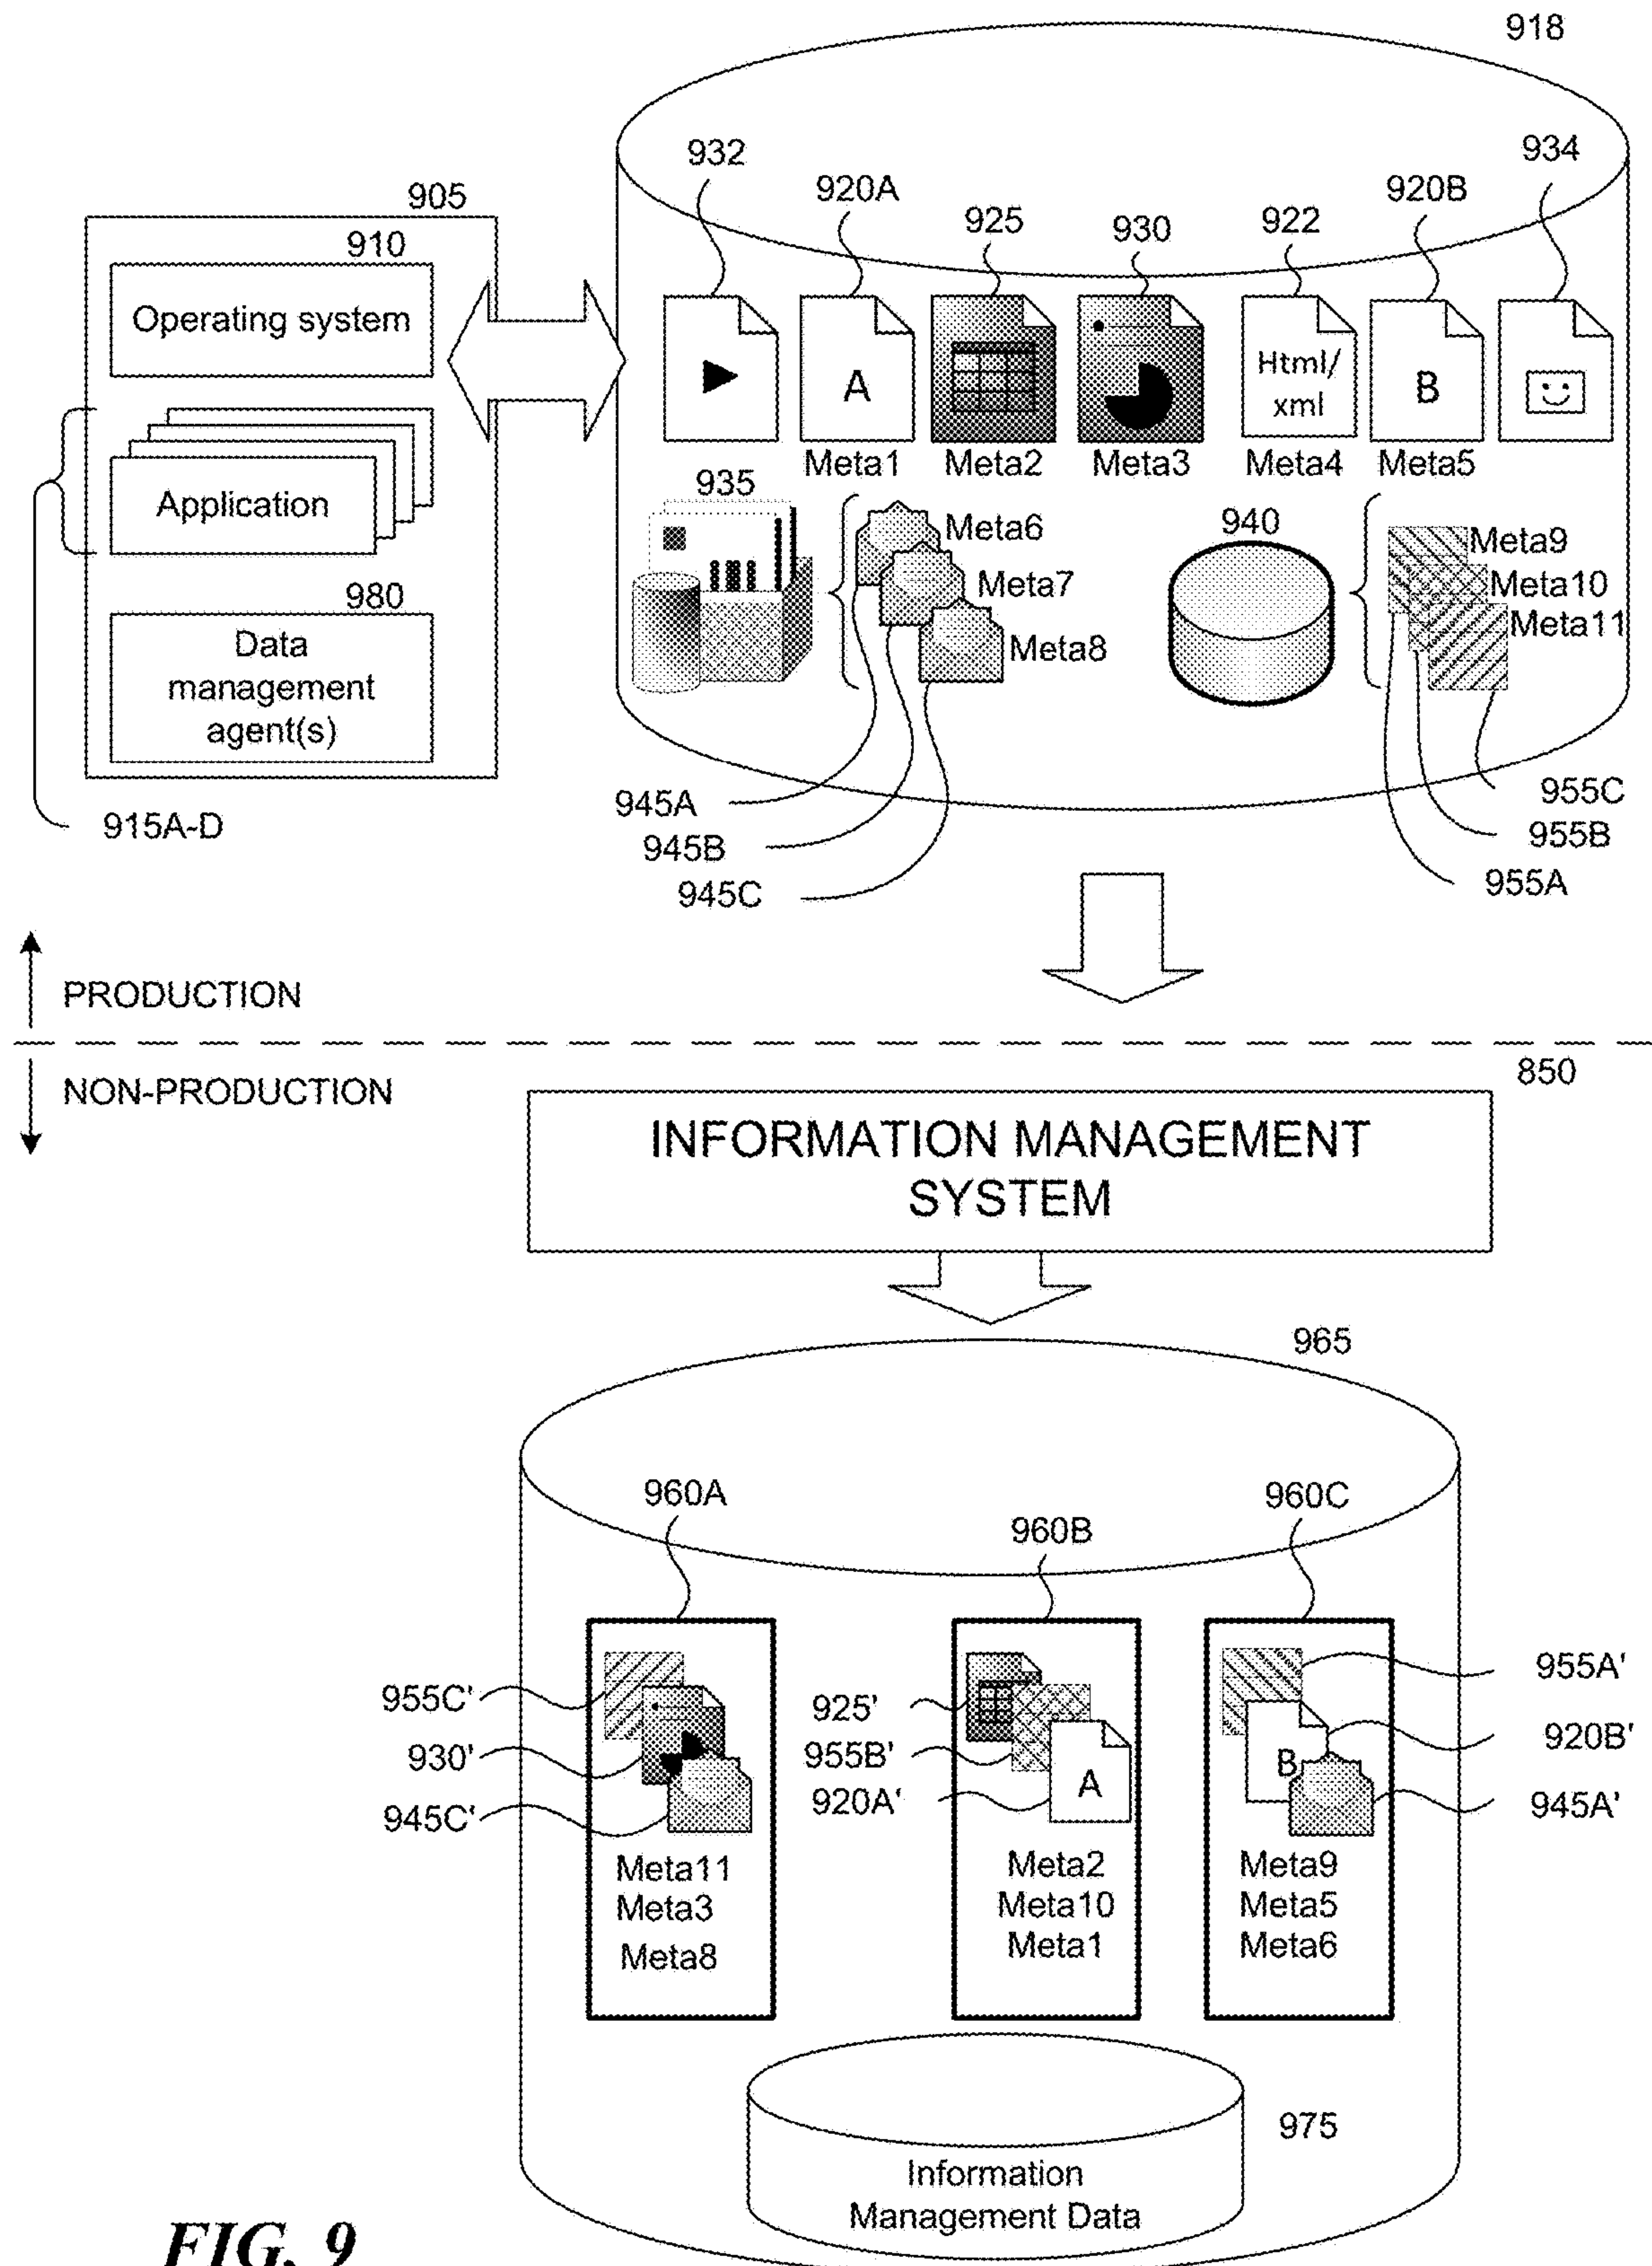 918
932
934
920A
920B
905
925
930
922
910
Operating system
A
Html/
xml
B
Meta1
Meta2
Meta3
Meta4
Meta5
935
Application
940
Meta6
Meta9
Meta7
Meta10
Meta8
Meta11
980
Data
management
agent(s)
915A-D
945A
945B
945C
955C
955B
955A
PRODUCTION
NON-PRODUCTION
850
INFORMATION MANAGEMENT
SYSTEM
965
960A
960B
960C
955C'
930'
945C'
925'
955B'
920A'
A
955A'
920B'
B
945A'
Meta11
Meta3
Meta8
Meta2
Meta10
Meta1
Meta9
Meta5
Meta6
975
Information
Management Data
FIG. 9